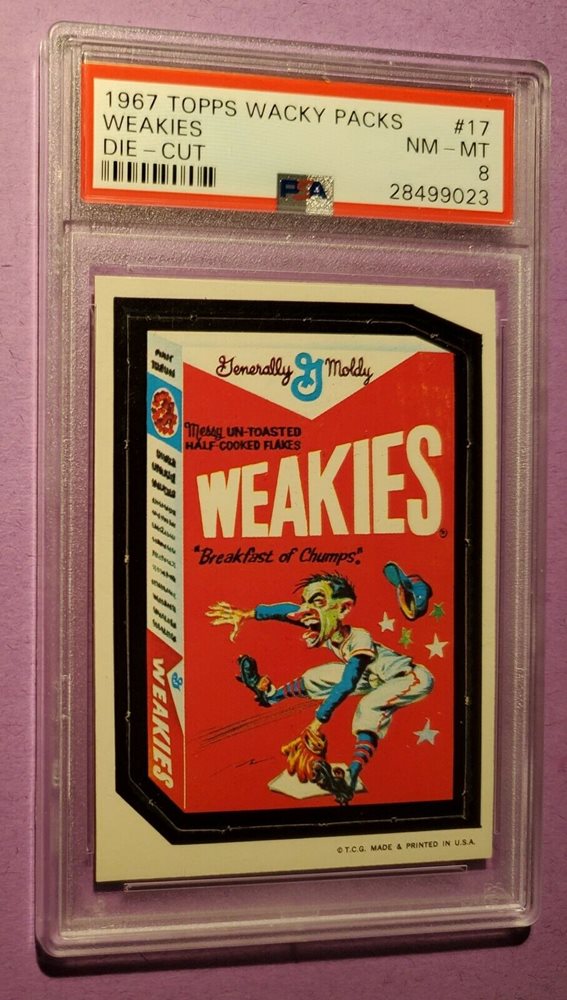 1967 TOPPS WACKY PACKS #17
WEAKIES NM – MT
DIE – CUT 8
PSA 28499023
Generally G Moldy
Messy UN-TOASTED
HALF-COOKED FLAKES
WEAKIES
"Breakfast of Chumps"
WEAKIES
© T.C.G. MADE & PRINTED IN U.S.A.